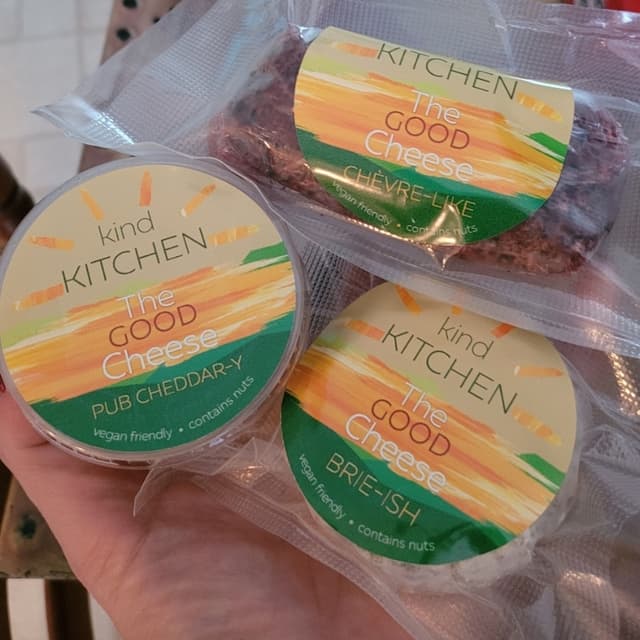 KITCHEN
The
GOOD
Cheese
CHÈVRE-LIKE
vegan friendly • contains nuts
kind
KITCHEN
The
GOOD
Cheese
PUB CHEDDAR-Y
vegan friendly • contains nuts
kind
KITCHEN
The
GOOD
Cheese
BRIE-ISH
vegan friendly • contains nuts